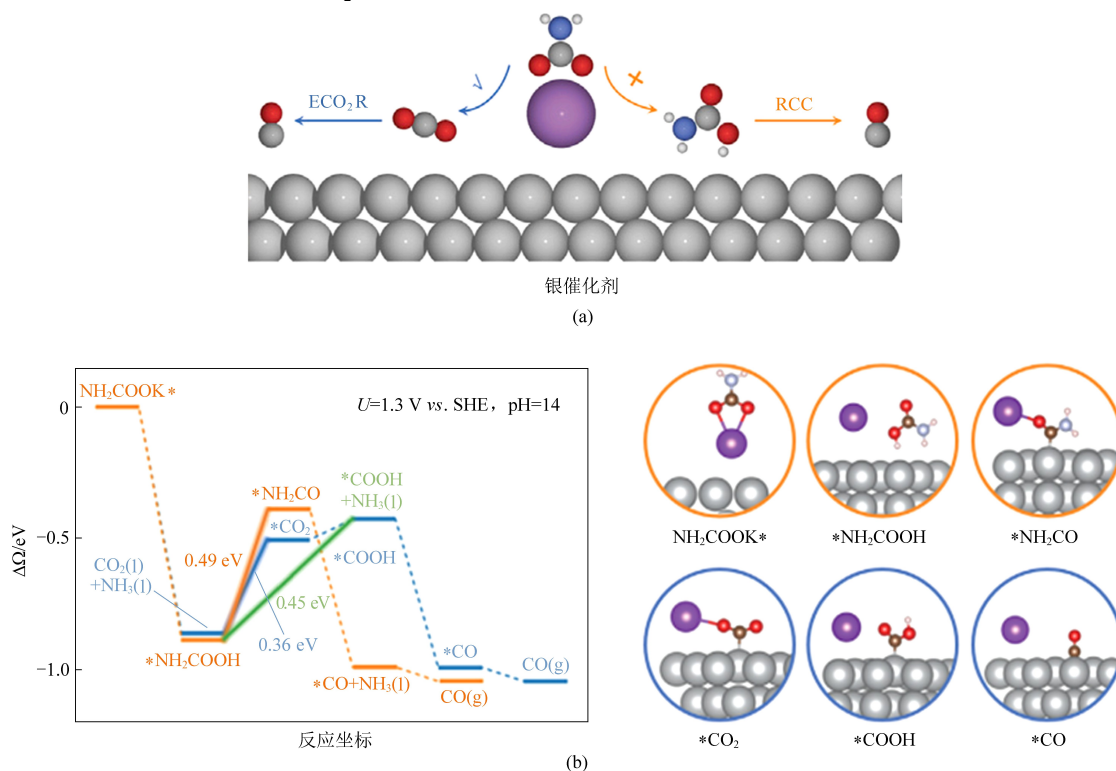 √
×
ECO₂R
RCC
银催化剂
(a)
NH₂COOK*
U=1.3 V vs. SHE，pH=14
0
*COOH
+NH₃(l)
*NH₂CO
*CO₂
*COOH
ΔΩ/eV
−0.5
0.49 eV
CO₂(l)
+NH₃(l)
0.45 eV
0.36 eV
*NH₂COOH
*CO
CO(g)
−1.0
*CO+NH₃(l)
CO(g)
反应坐标
NH₂COOK*
*NH₂COOH
*NH₂CO
*CO₂
*COOH
*CO
(b)